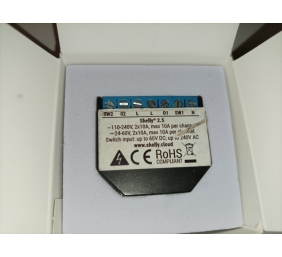 SW2 O2 L L O1 SW1 N
Shelly® 2.5
~110-240V, 2x10A, max 10A per channel
⎓24-60V, 2x10A, max 10A per channel
Switch input: up to 60V DC, up to 240V AC
www.shelly.cloud
CE RoHS
COMPLIANT